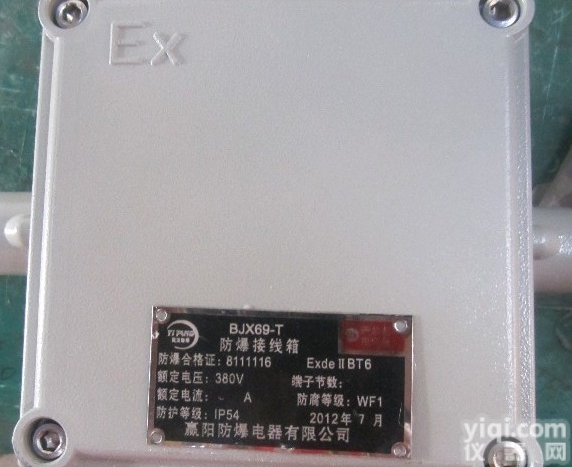 Ex
BJX69-T
防爆接线箱
防爆合格证：8111116 ExdeⅡBT6
额定电压：380V 端子节数：
额定电流： A 防腐等级：WF1
防护等级：IP54 2012年7月
赢阳防爆电器有限公司
yiqi.com
仪器仪表网